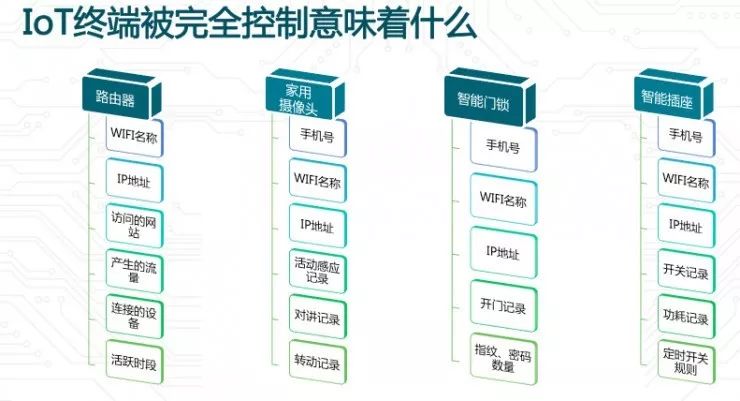 IoT终端被完全控制意味着什么
路由器
WIFI名称
IP地址
访问的网
站
产生的流
量
连接的设
备
活跃时段
家用
摄像头
手机号
WIFI名称
IP地址
活动感应
记录
对讲记录
转动记录
智能门锁
手机号
WIFI名称
IP地址
开门记录
指纹、密码
数量
智能插座
手机号
WIFI名称
IP地址
开关记录
功耗记录
定时开关
规则